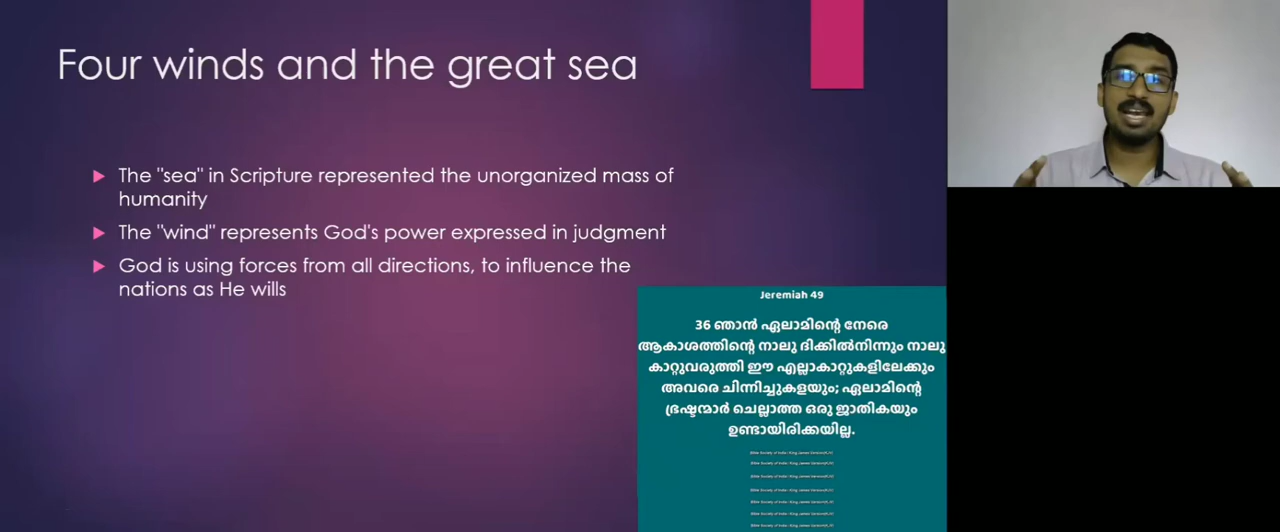 Four winds and the great sea
The "sea" in Scripture represented the unorganized mass of
humanity
The "wind" represents God's power expressed in judgment
God is using forces from all directions, to influence the
nations as He wills
Jeremiah 49
36 ഞാൻ ഏലാമിന്റെ നേരെ
ആകാശത്തിന്റെ നാലു ദിക്കിൽനിന്നും നാലു
കാറ്റുവരുത്തി ഈ എല്ലാകാറ്റുകളിലേക്കും
അവരെ ചിന്നിച്ചുകളയും; ഏലാമിന്റെ
ഭ്രഷ്ടന്മാർ ചെല്ലാത്ത ഒരു ജാതികയും
ഉണ്ടായിരിക്കയില്ല.